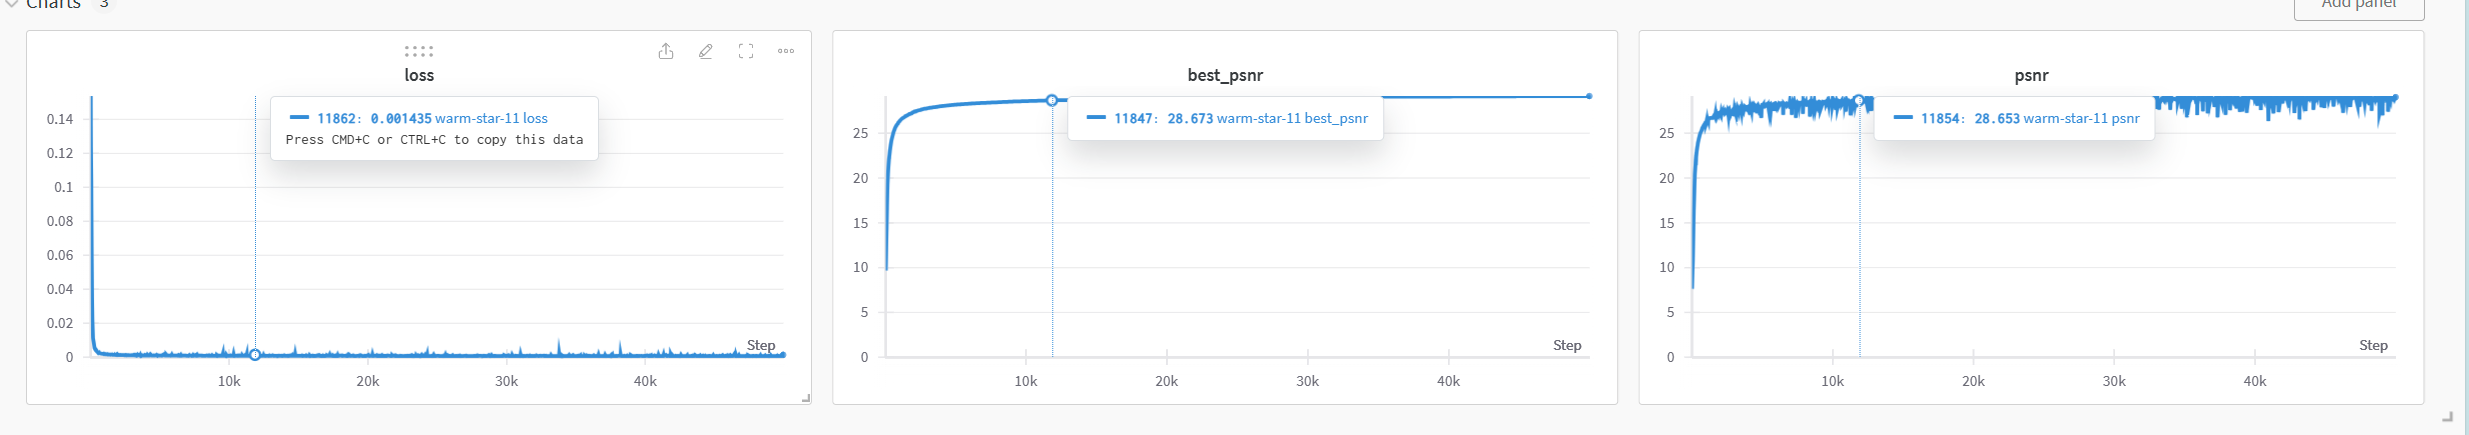 Charts 3
Add panel
loss
0.14
0.12
0.1
0.08
0.06
0.04
0.02
0
10k
20k
30k
40k
Step
11862: 0.001435 warm-star-11 loss
Press CMD+C or CTRL+C to copy this data
best_psnr
25
20
15
10
5
0
10k
20k
30k
40k
Step
11847: 28.673 warm-star-11 best_psnr
psnr
25
20
15
10
5
0
10k
20k
30k
40k
Step
11854: 28.653 warm-star-11 psnr